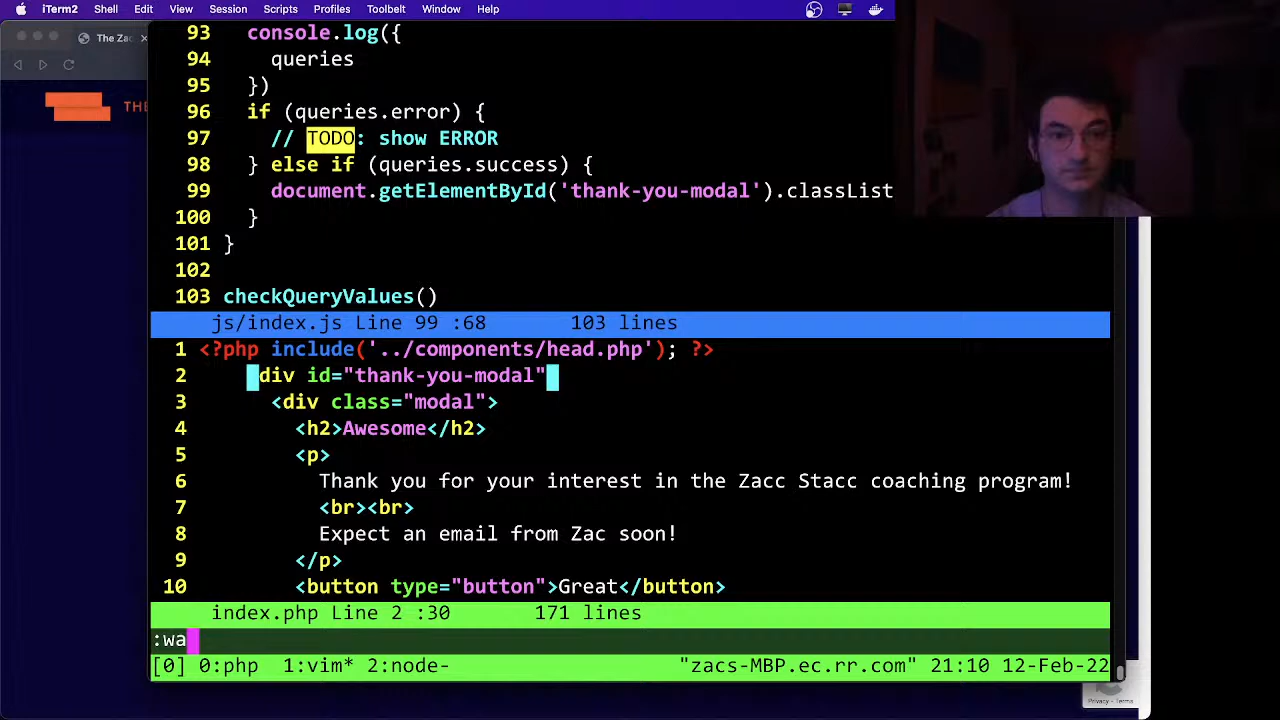 iTerm2 Shell Edit View Session Scripts Profiles Toolbelt Window Help
The Zac
THE
93 console.log({
94 queries
95 })
96 if (queries.error) {
97 // TODO: show ERROR
98 } else if (queries.success) {
99 document.getElementById('thank-you-modal').classList
100 }
101 }
102
103 checkQueryValues()
js/index.js Line 99 :68 103 lines
1 <?php include('../components/head.php'); ?>
2 div id="thank-you-modal"
3 <div class="modal">
4 <h2>Awesome</h2>
5 <p>
6 Thank you for your interest in the Zacc Stacc coaching program!
7 <br><br>
8 Expect an email from Zac soon!
9 </p>
10 <button type="button">Great</button>
index.php Line 2 :30 171 lines
:wa
[0] 0:php 1:vim* 2:node- "zacs-MBP.ec.rr.com" 21:10 12-Feb-22
Privacy - Terms